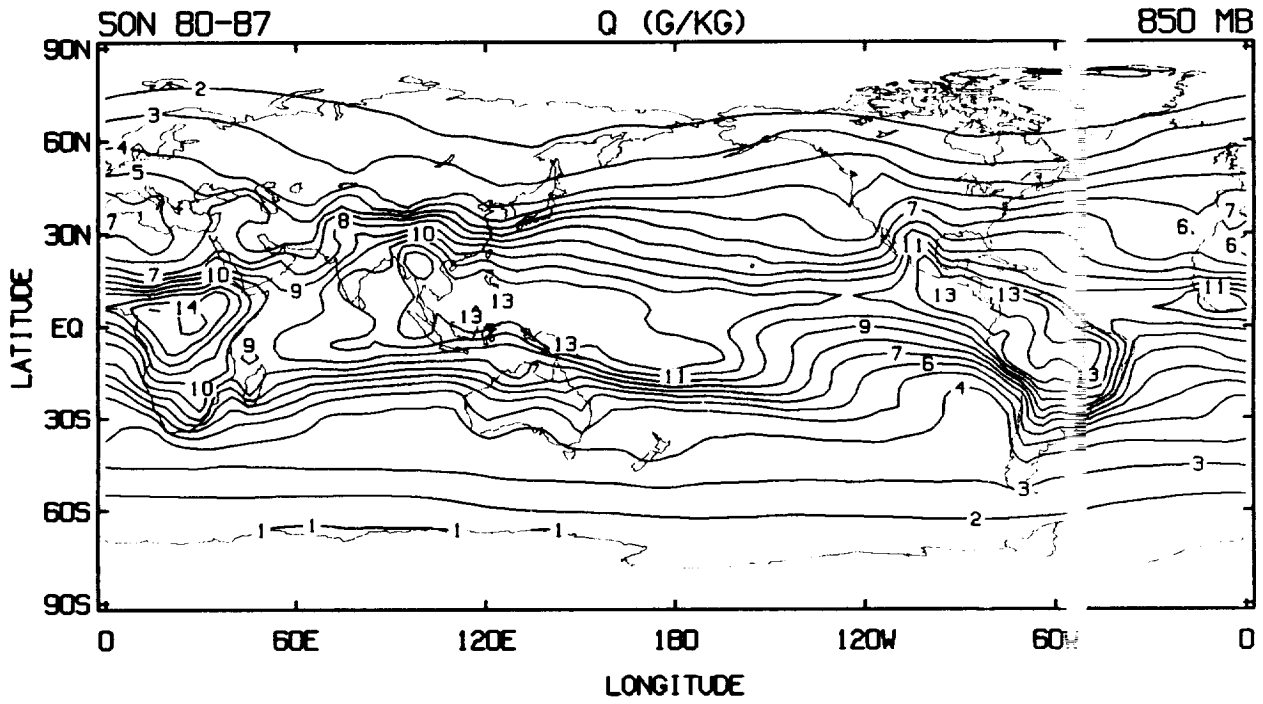 SON 80-87 Q (G/KG) 850 MB
90N
2
3
60N
4
5
7 8 10 7 6. 7
30N 11 6
7 10 9 11
14 13 13 13 13
EQ 9 13 9
10 11 7 6 4 3
30S
3 3
60S 2
1 1 1 1
90S
LATITUDE
0 60E 120E 180 120W 60W 0
LONGITUDE